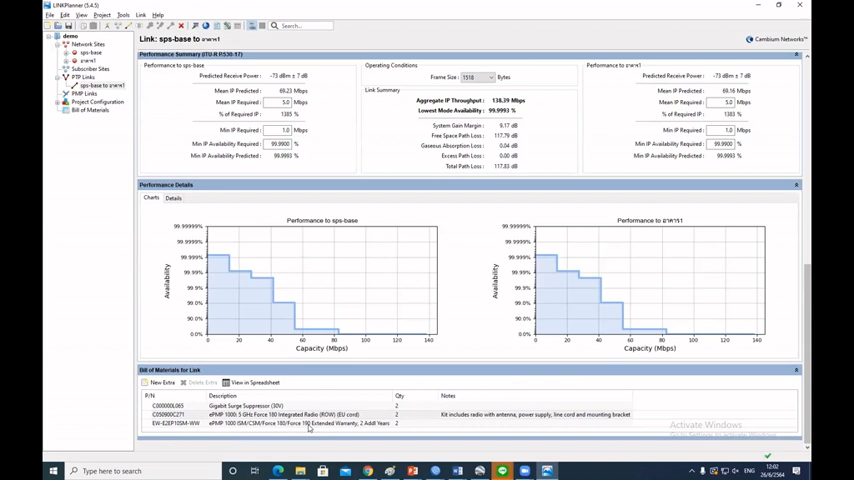 LINKPlanner (5.4.5)
File Edit View Project Tools Link Help
Search...
demo
Network Sites
sps-base
อาคาร1
Subscriber Sites
PTP Links
sps-base to อาคาร1
PMP Links
Project Configuration
Bill of Materials
Link: sps-base to อาคาร1
Cambium Networks™
Performance Summary (ITU-R P.530-17)
Performance to sps-base
Predicted Receive Power : -73 dBm ± 7 dB
Mean IP Predicted : 69.23 Mbps
Mean IP Required : 5.0 Mbps
% of Required IP : 1385 %
Min IP Required : 1.0 Mbps
Min IP Availability Required : 99.9900 %
Min IP Availability Predicted : 99.9993 %
Operating Conditions
Frame Size : 1518 Bytes
Link Summary
Aggregate IP Throughput : 138.39 Mbps
Lowest Mode Availability : 99.9993 %
System Gain Margin : 9.17 dB
Free Space Path Loss : 117.79 dB
Gaseous Absorption Loss : 0.04 dB
Excess Path Loss : 0.00 dB
Total Path Loss : 117.83 dB
Performance to อาคาร1
Predicted Receive Power : -73 dBm ± 7 dB
Mean IP Predicted : 69.16 Mbps
Mean IP Required : 5.0 Mbps
% of Required IP : 1383 %
Min IP Required : 1.0 Mbps
Min IP Availability Required : 99.9900 %
Min IP Availability Predicted : 99.9993 %
Performance Details
Charts Details
Performance to sps-base
99.99999%
99.9999%
99.999%
99.99%
99.9%
99.0%
90.0%
0.0%
Availability
0 20 40 60 80 100 120 140
Capacity (Mbps)
Performance to อาคาร1
99.99999%
99.9999%
99.999%
99.99%
99.9%
99.0%
90.0%
0.0%
Availability
0 20 40 60 80 100 120 140
Capacity (Mbps)
Bill of Materials for Link
New Extra Delete Extra View in Spreadsheet
P/N Description Qty Notes
C000000L065 Gigabit Surge Suppressor (30V) 2
C050900C271 ePMP 1000: 5 GHz Force 180 Integrated Radio (ROW) (EU cord) 2 Kit includes radio with antenna, power supply, line cord and mounting bracket
EW-E2EP10SM-WW ePMP 1000 ISM/CSM/Force 180/Force 190 Extended Warranty, 2 Addl Years 2
Activate Windows
Go to Settings to activate Windows.
Type here to search
12:02
26/6/2564